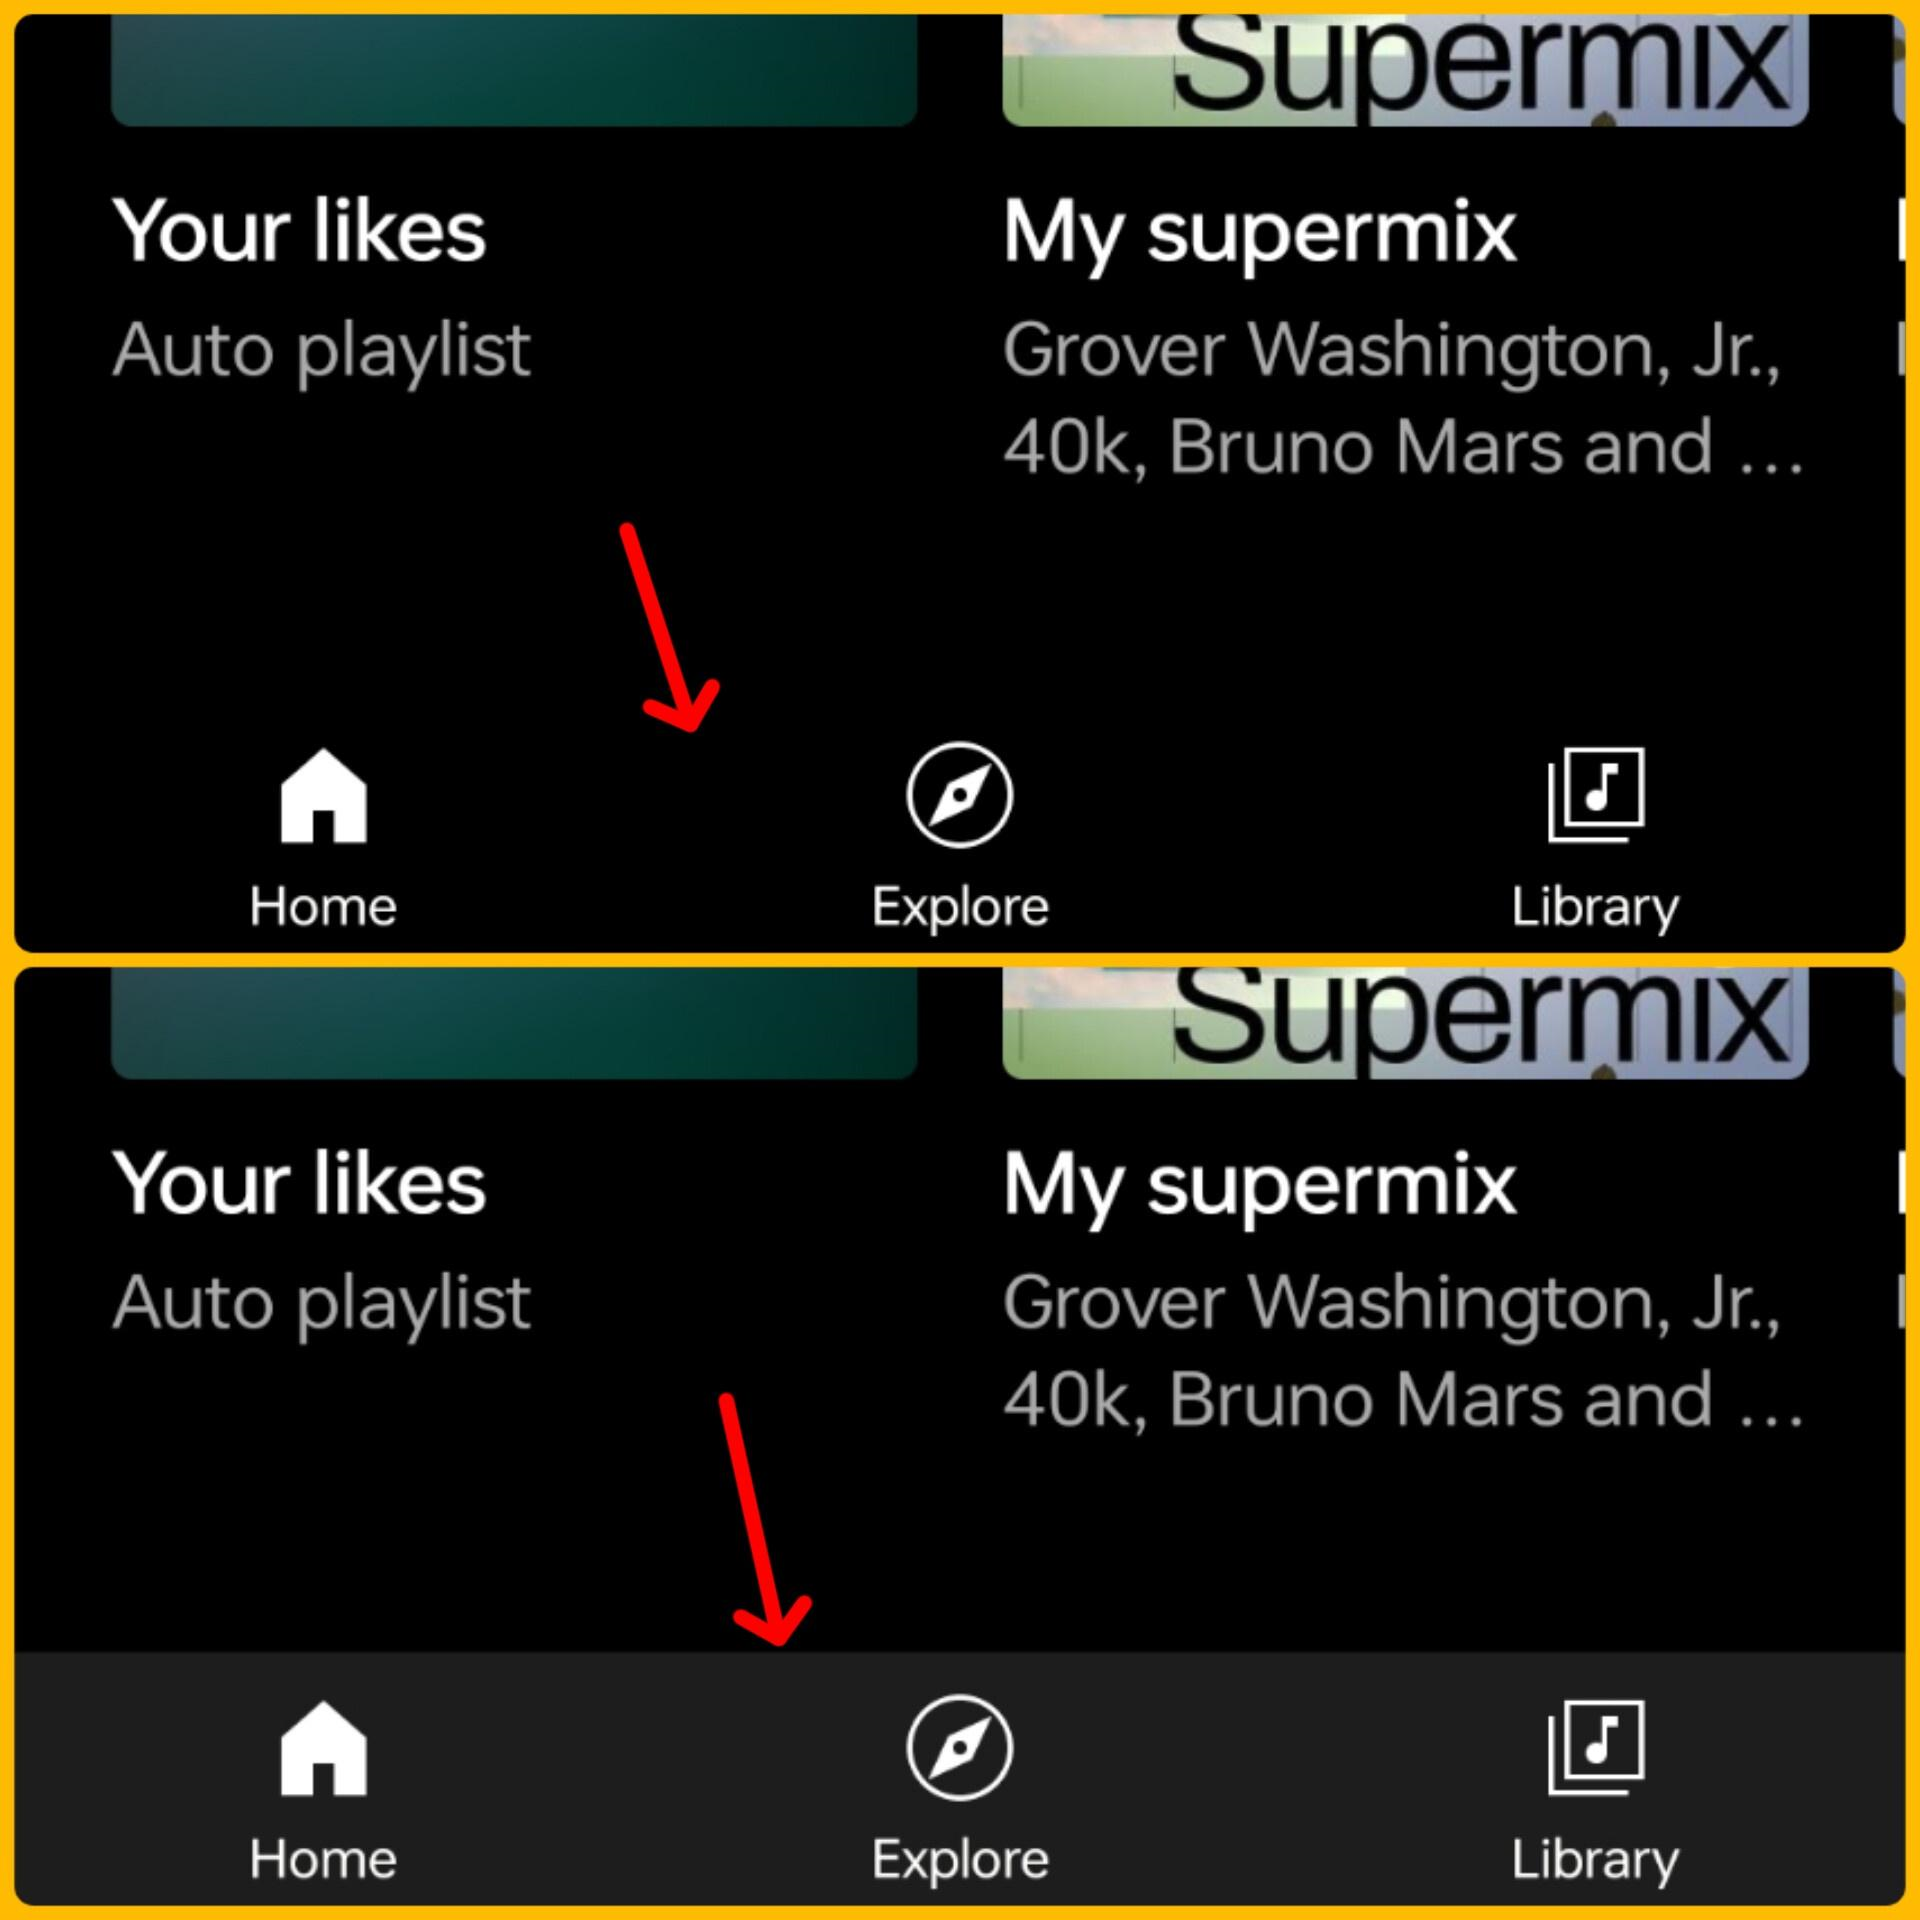 Supermix
Your likes
My supermix
Auto playlist
Grover Washington, Jr.,
40k, Bruno Mars and ...
Home
Explore
Library
Supermix
Your likes
My supermix
Auto playlist
Grover Washington, Jr.,
40k, Bruno Mars and ...
Home
Explore
Library